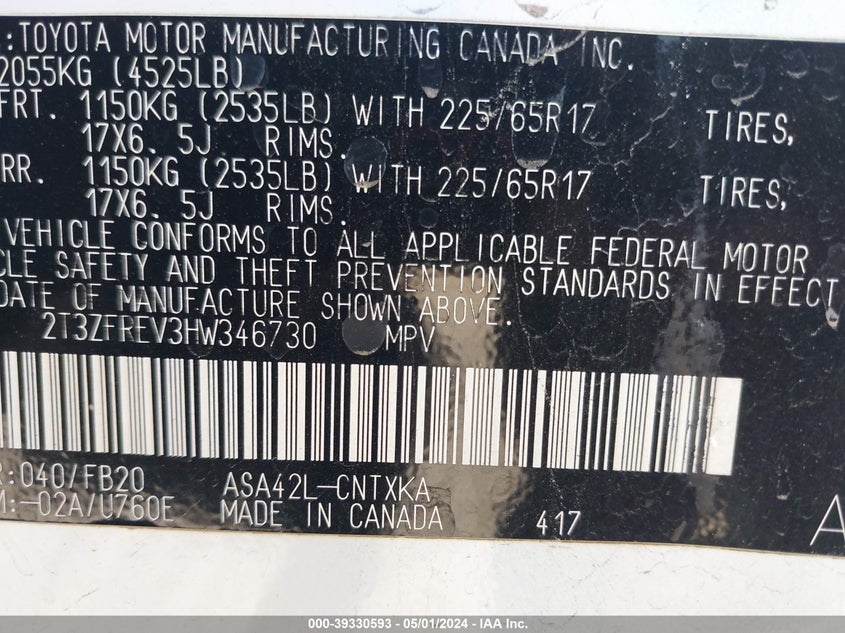 :TOYOTA MOTOR MANUFACTURING CANADA INC.
2055KG (4525LB)
FRT. 1150KG (2535LB) WITH 225/65R17 TIRES,
17X6.5J RIMS.
RR. 1150KG (2535LB) WITH 225/65R17 TIRES,
17X6.5J RIMS.
VEHICLE CONFORMS TO ALL APPLICABLE FEDERAL MOTOR
CLE SAFETY AND THEFT PREVENTION STANDARDS IN EFFECT
DATE OF MANUFACTURE SHOWN ABOVE.
2T3ZFREV3HW346730 MPV
R:040/FB20 ASA42L-CNTXKA
M:-02A/U760E MADE IN CANADA 417 A
000-39330593 - 05/01/2024 - IAA Inc.